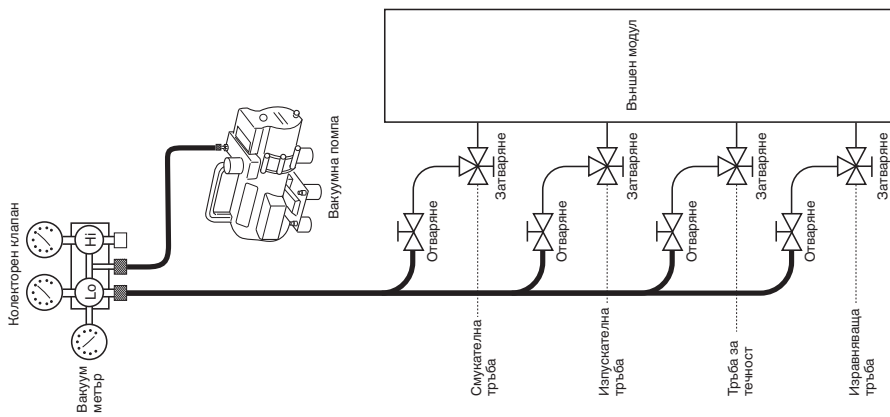 Колекторен клапан
Hi
Lo
Вакуум
метър
Вакуумна помпа
Външен модул
Отваряне
Затваряне
Отваряне
Затваряне
Отваряне
Затваряне
Отваряне
Затваряне
Смукателна
тръба
Изпускателна
тръба
Тръба за
течност
Изравняваща
тръба